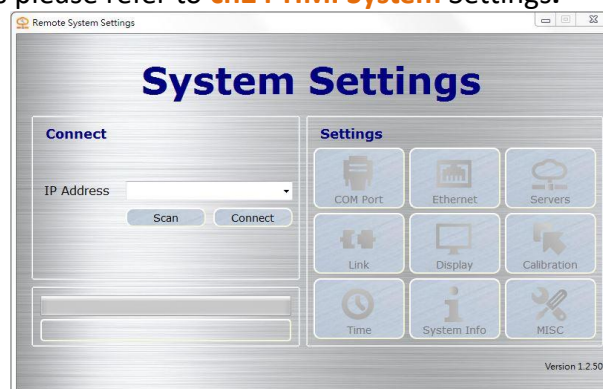 please refer to ch24 HMI System Settings.
Remote System Settings
System Settings
Connect
IP Address
Scan
Connect
Settings
COM Port
Ethernet
Servers
Link
Display
Calibration
Time
System Info
MISC
Version 1.2.50